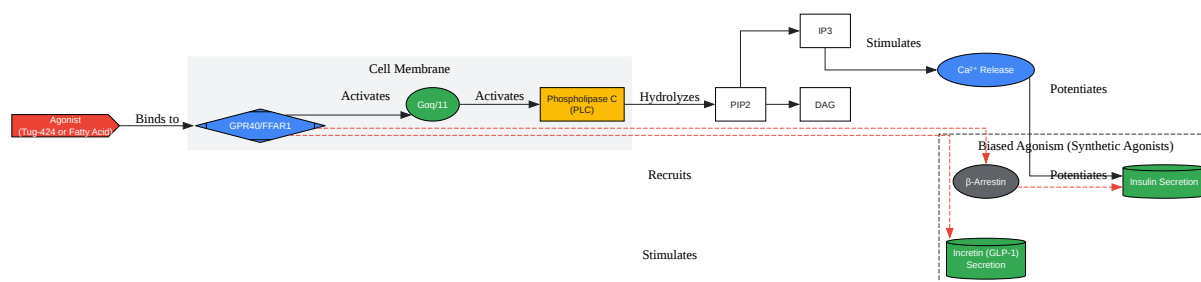 IP3
Stimulates
Cell Membrane
Ca²⁺ Release
Activates
Activates
Hydrolyzes
Potentiates
Gαq/11
Phospholipase C
(PLC)
PIP2
DAG
Agonist
(Tug-424 or Fatty Acid)
Binds to
GPR40/FFAR1
Biased Agonism (Synthetic Agonists)
Recruits
β-Arrestin
Potentiates
Insulin Secretion
Stimulates
Incretin (GLP-1)
Secretion